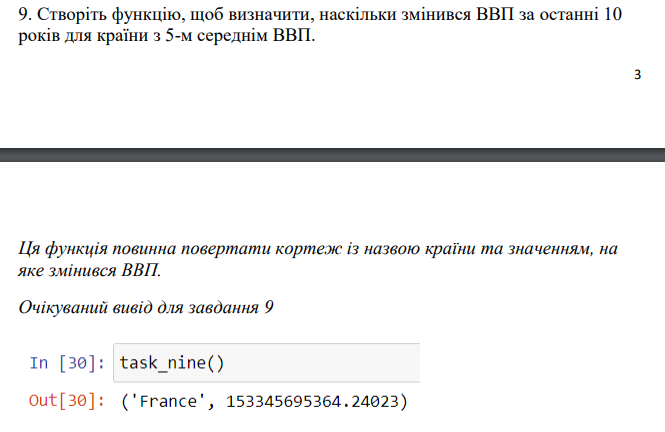 9. Створіть функцію, щоб визначити, наскільки змінився ВВП за останні 10
років для країни з 5-м середнім ВВП.
3
Ця функція повинна повертати кортеж із назвою країни та значенням, на
яке змінився ВВП.
Очікуваний вивід для завдання 9
In [30]: task_nine()
Out[30]: ('France', 153345695364.24023)